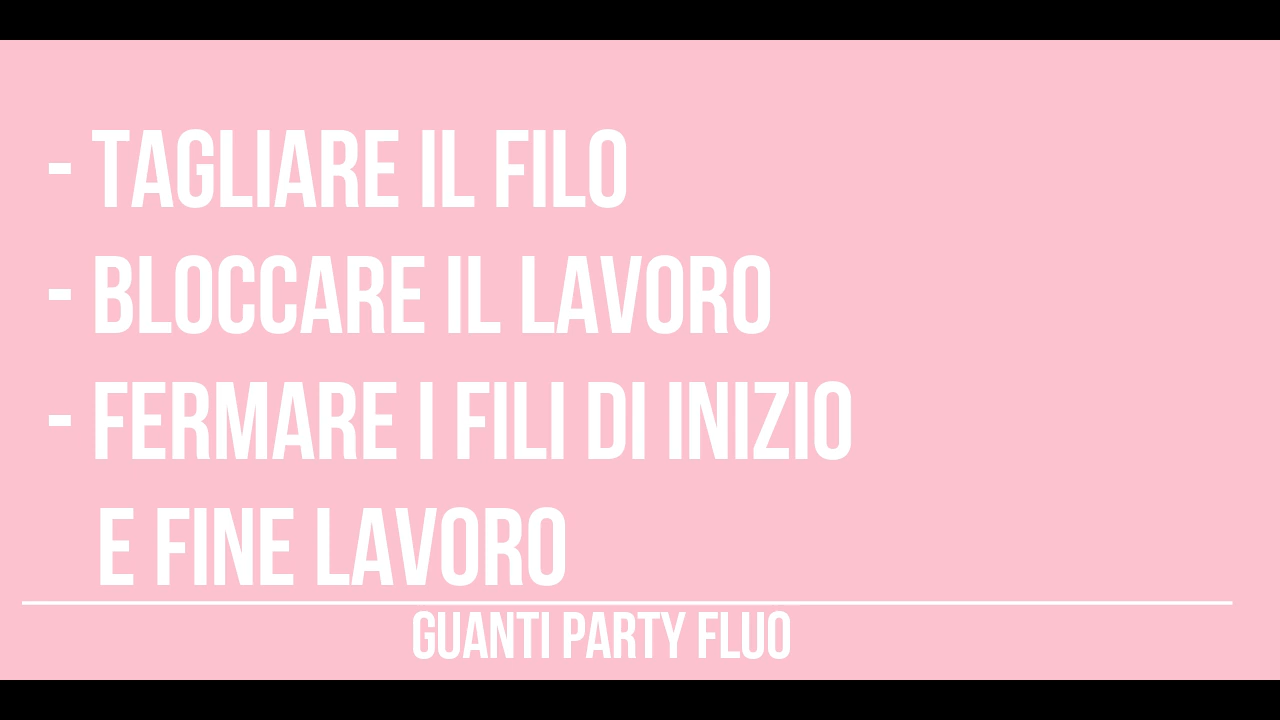 - TAGLIARE IL FILO
- BLOCCARE IL LAVORO
- FERMARE I FILI DI INIZIO
E FINE LAVORO
GUANTI PARTY FLUO